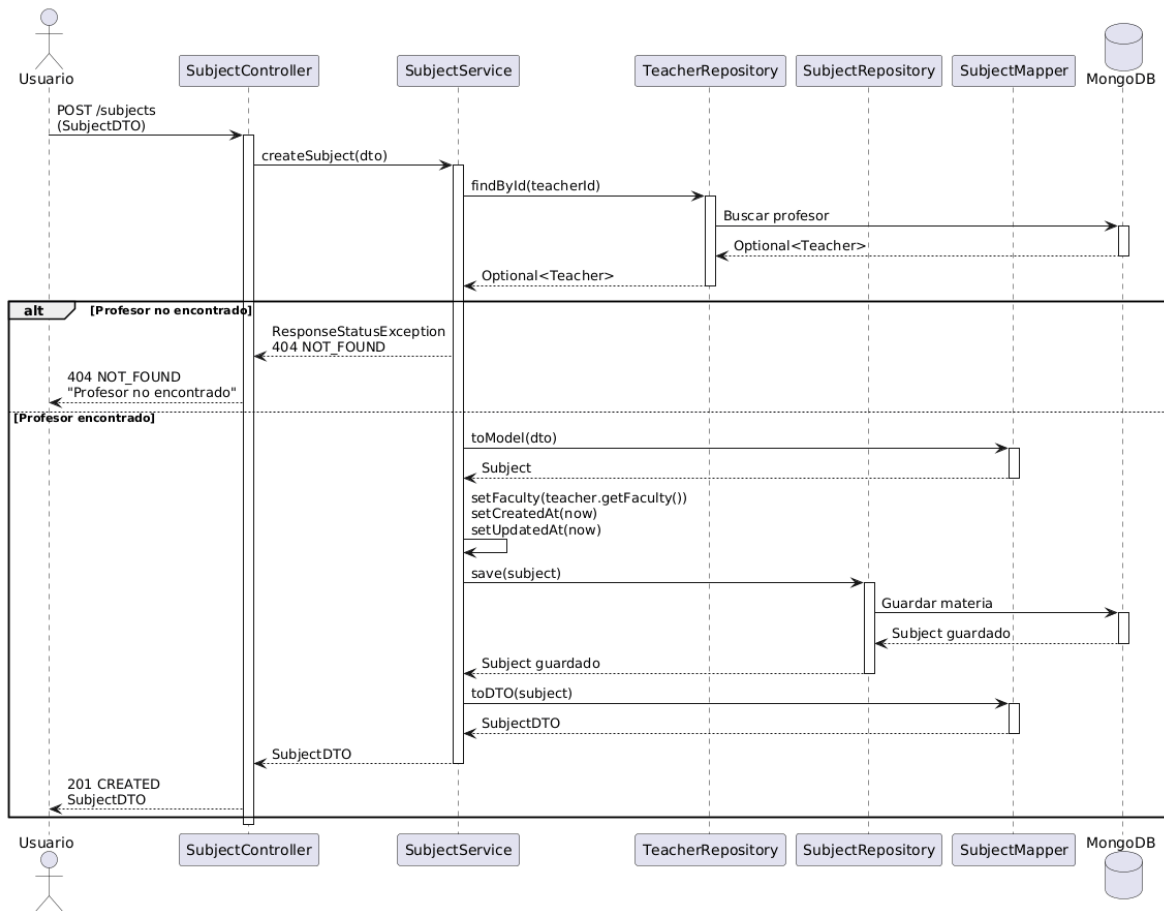 Usuario
SubjectController
SubjectService
TeacherRepository
SubjectRepository
SubjectMapper
MongoDB
POST /subjects
(SubjectDTO)
createSubject(dto)
findById(teacherId)
Buscar profesor
Optional<Teacher>
Optional<Teacher>
alt
[Profesor no encontrado]
ResponseStatusException
404 NOT_FOUND
404 NOT_FOUND
"Profesor no encontrado"
[Profesor encontrado]
toModel(dto)
Subject
setFaculty(teacher.getFaculty())
setCreatedAt(now)
setUpdatedAt(now)
save(subject)
Guardar materia
Subject guardado
Subject guardado
toDTO(subject)
SubjectDTO
SubjectDTO
201 CREATED
SubjectDTO
Usuario
SubjectController
SubjectService
TeacherRepository
SubjectRepository
SubjectMapper
MongoDB